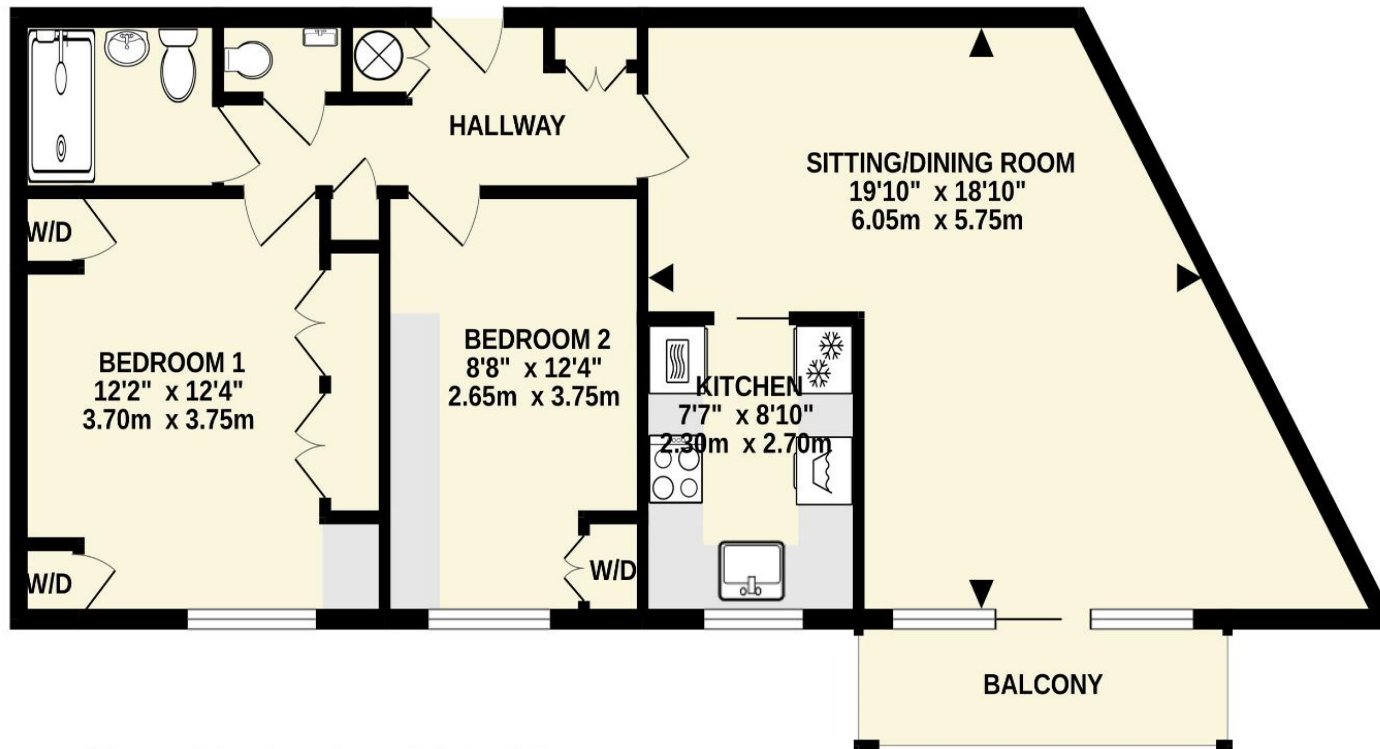 HALLWAY
SITTING/DINING ROOM
19'10" x 18'10"
6.05m x 5.75m
W/D
BEDROOM 1
12'2" x 12'4"
3.70m x 3.75m
BEDROOM 2
8'8" x 12'4"
2.65m x 3.75m
KITCHEN
7'7" x 8'10"
2.30m x 2.70m
W/D
W/D
BALCONY